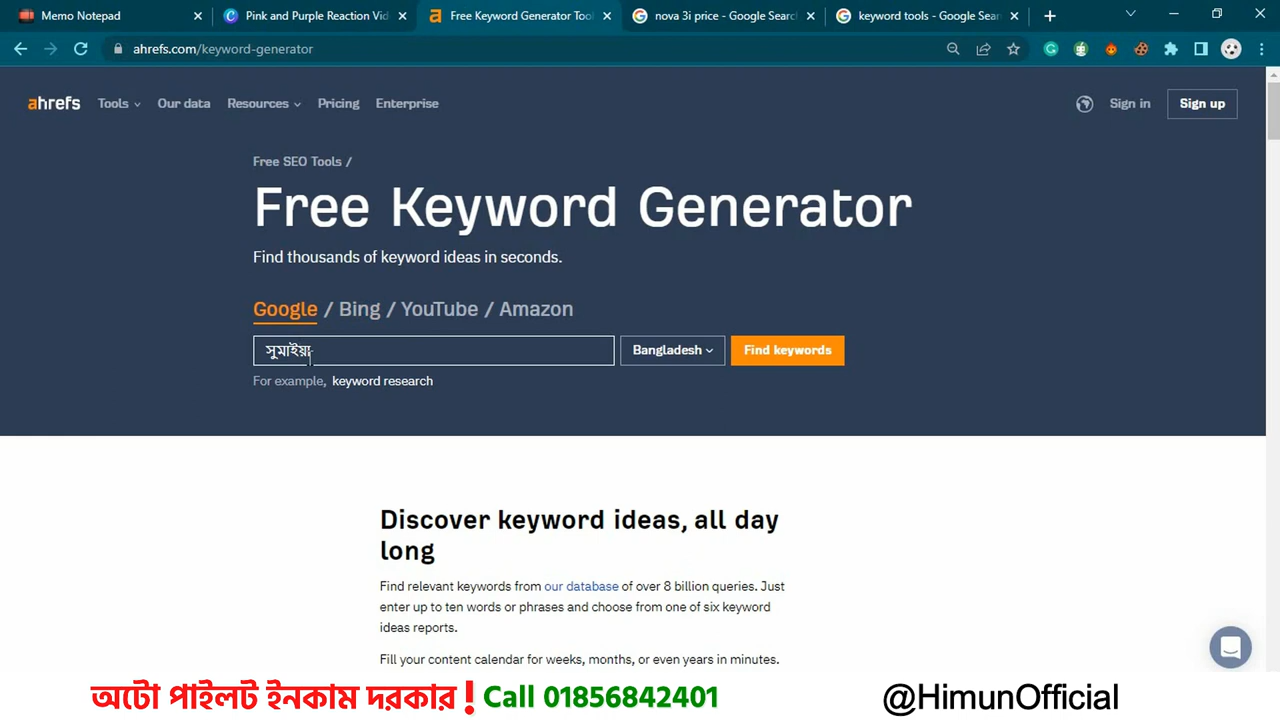 Memo Notepad
Pink and Purple Reaction Vid
Free Keyword Generator Tool
nova 3i price - Google Search
keyword tools - Google Sear
ahrefs.com/keyword-generator
ahrefs Tools Our data Resources Pricing Enterprise Sign in Sign up
Free SEO Tools /
Free Keyword Generator
Find thousands of keyword ideas in seconds.
Google / Bing / YouTube / Amazon
সুমাইয়া Bangladesh Find keywords
For example, keyword research
Discover keyword ideas, all day
long
Find relevant keywords from our database of over 8 billion queries. Just
enter up to ten words or phrases and choose from one of six keyword
ideas reports.
Fill your content calendar for weeks, months, or even years in minutes.
অটো পাইলট ইনকাম দরকার❗Call 01856842401 @HimunOfficial